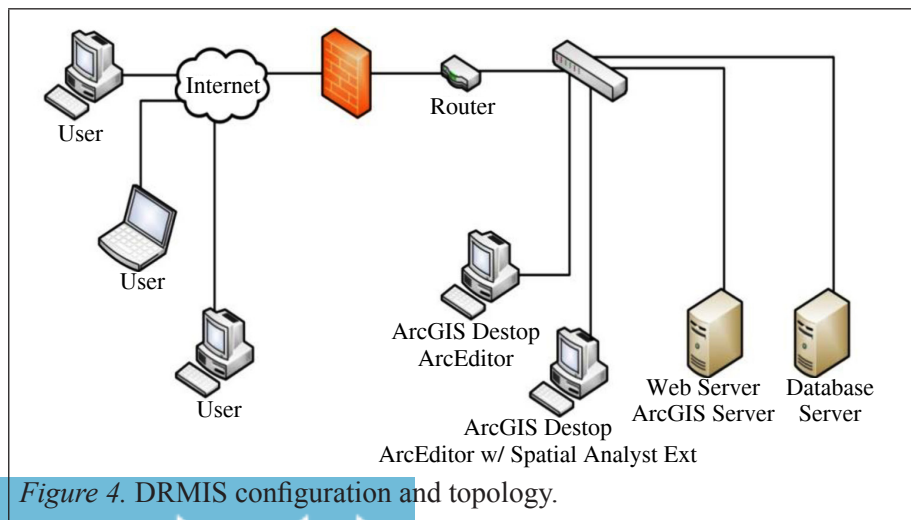 Internet
User
Router
User
User
ArcGIS Destop
ArcEditor
ArcGIS Destop
ArcEditor w/ Spatial Analyst Ext
Web Server
ArcGIS Server
Database
Server
Figure 4. DRMIS configuration and topology.